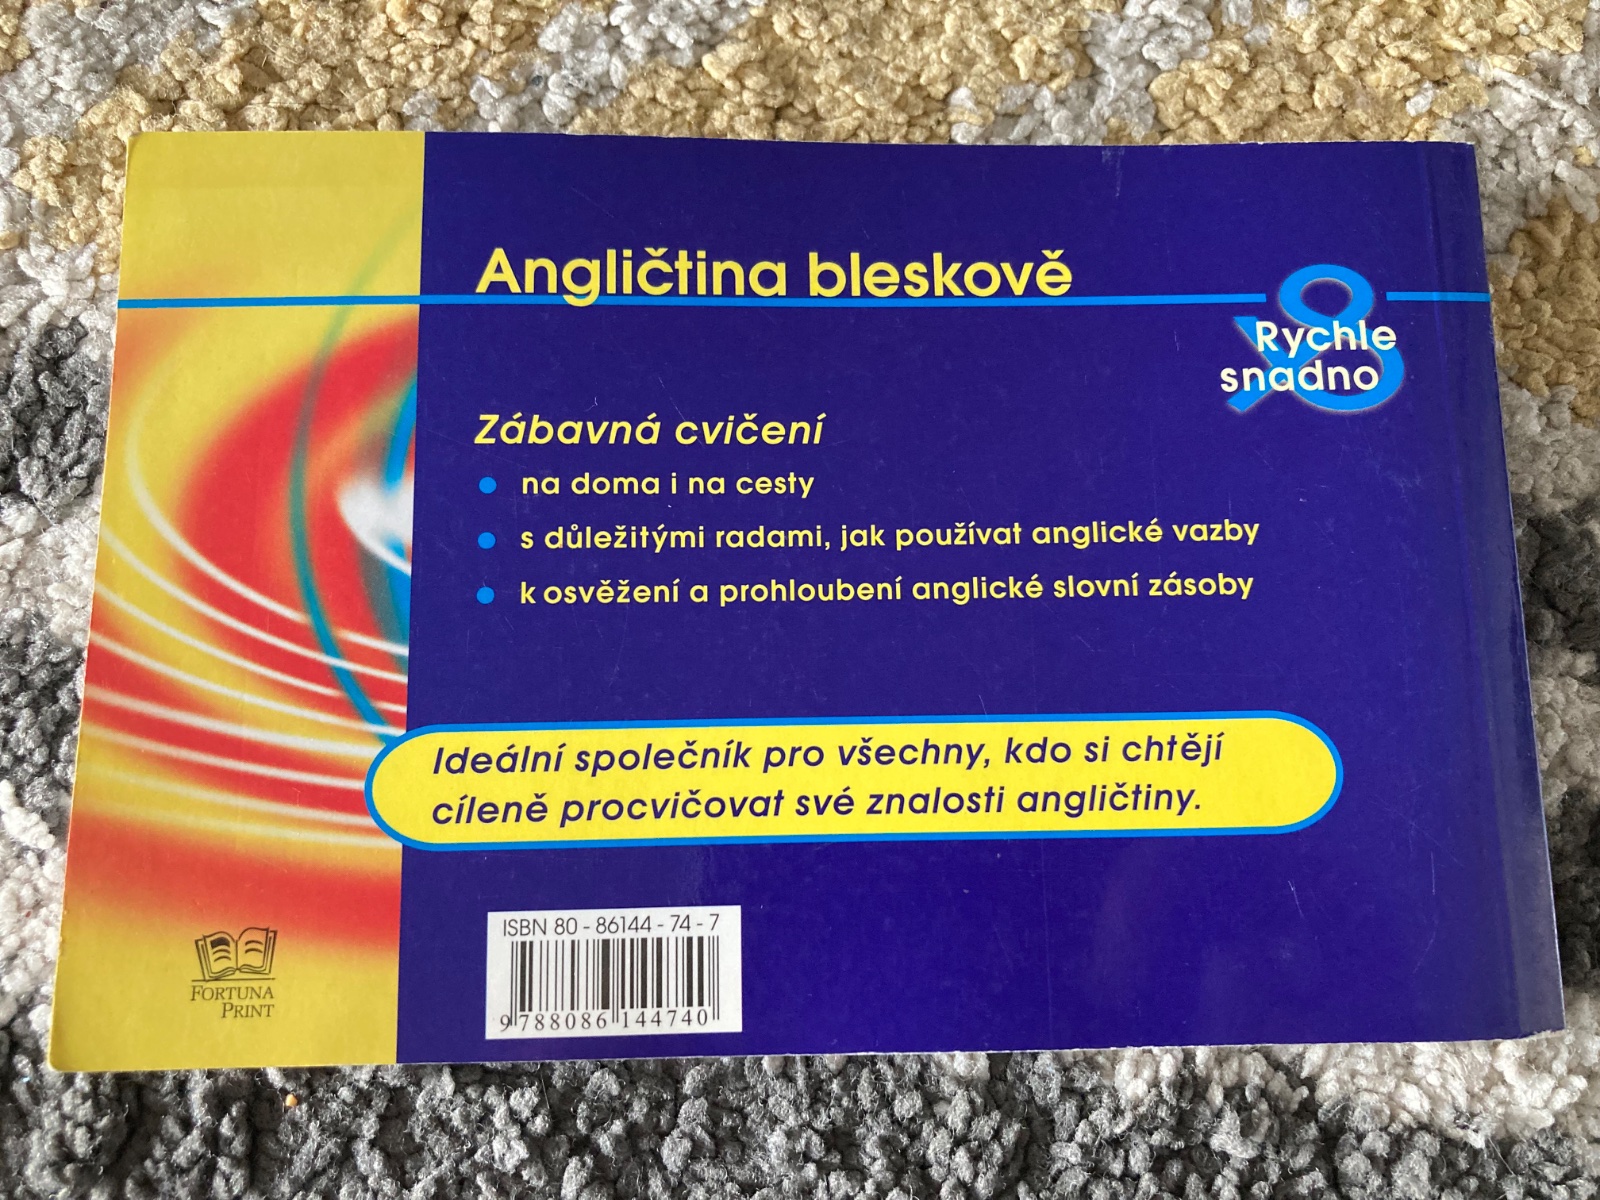 Angličtina bleskově
&
Rychle
snadno
Zábavná cvičení
na doma i na cesty
s důležitými radami, jak používat anglické vazby
k osvěžení a prohloubení anglické slovní zásoby
Ideální společník pro všechny, kdo si chtějí
cíleně procvičovat své znalosti angličtiny.
ISBN 80 - 86144 - 74 - 7
9 788086 144740
FORTUNA
PRINT